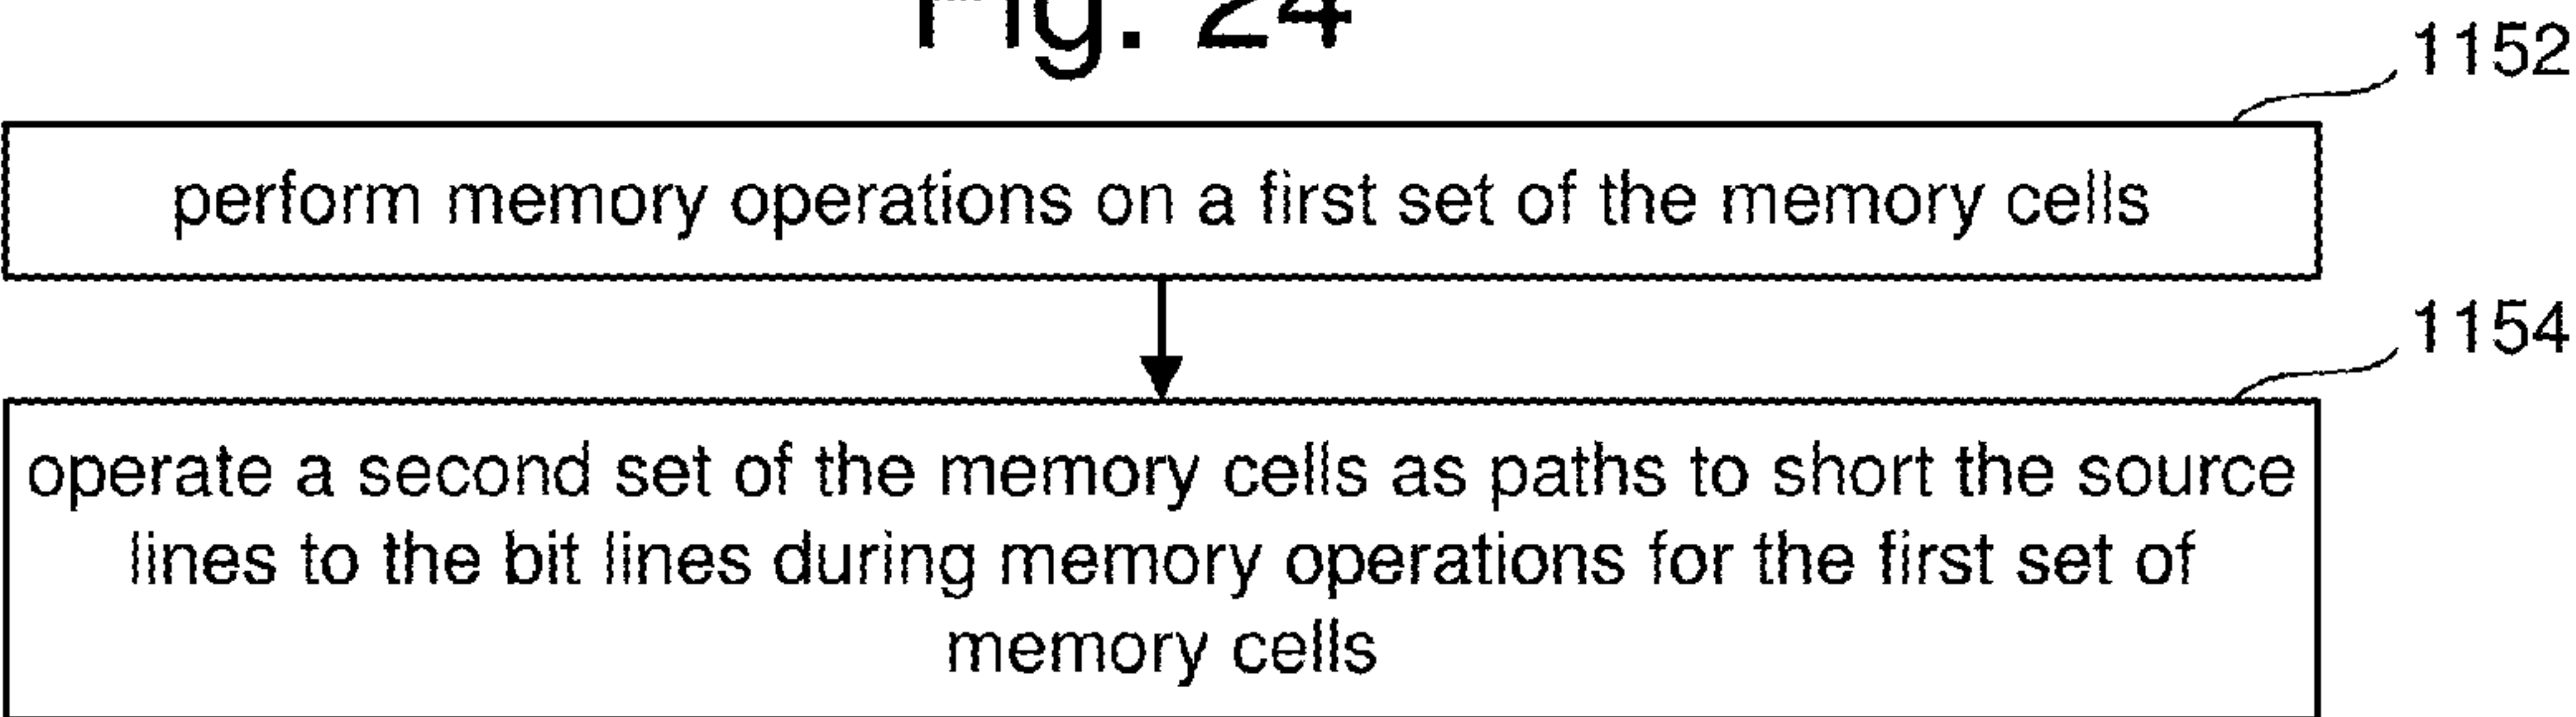 Fig. 24
1152
perform memory operations on a first set of the memory cells
1154
operate a second set of the memory cells as paths to short the source
lines to the bit lines during memory operations for the first set of
memory cells